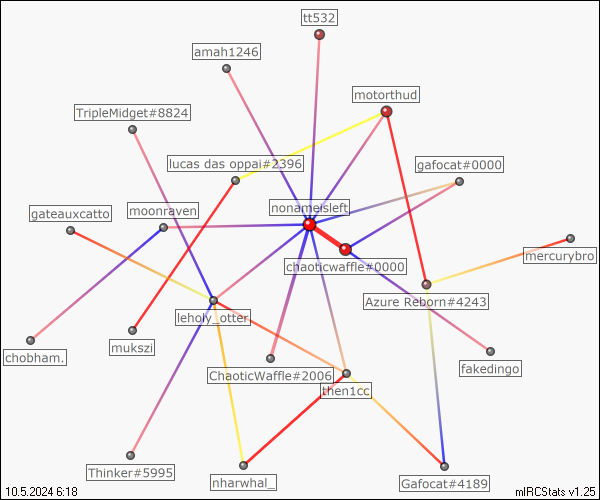 tt532
amah1246
motorthud
TripleMidget#8824
lucas das oppai#2396
gafocat#0000
nonameisleft
gateauxcatto
moonraven
mercurybro
chaoticwaffle#0000
Azure Reborn#4243
leholy_otter
mukszi
chobham.
fakedingo
ChaoticWaffle#2006
then1cc
Thinker#5995
nharwhal_
Gafocat#4189
10.5.2024 6:18
mIRCStats v1.25